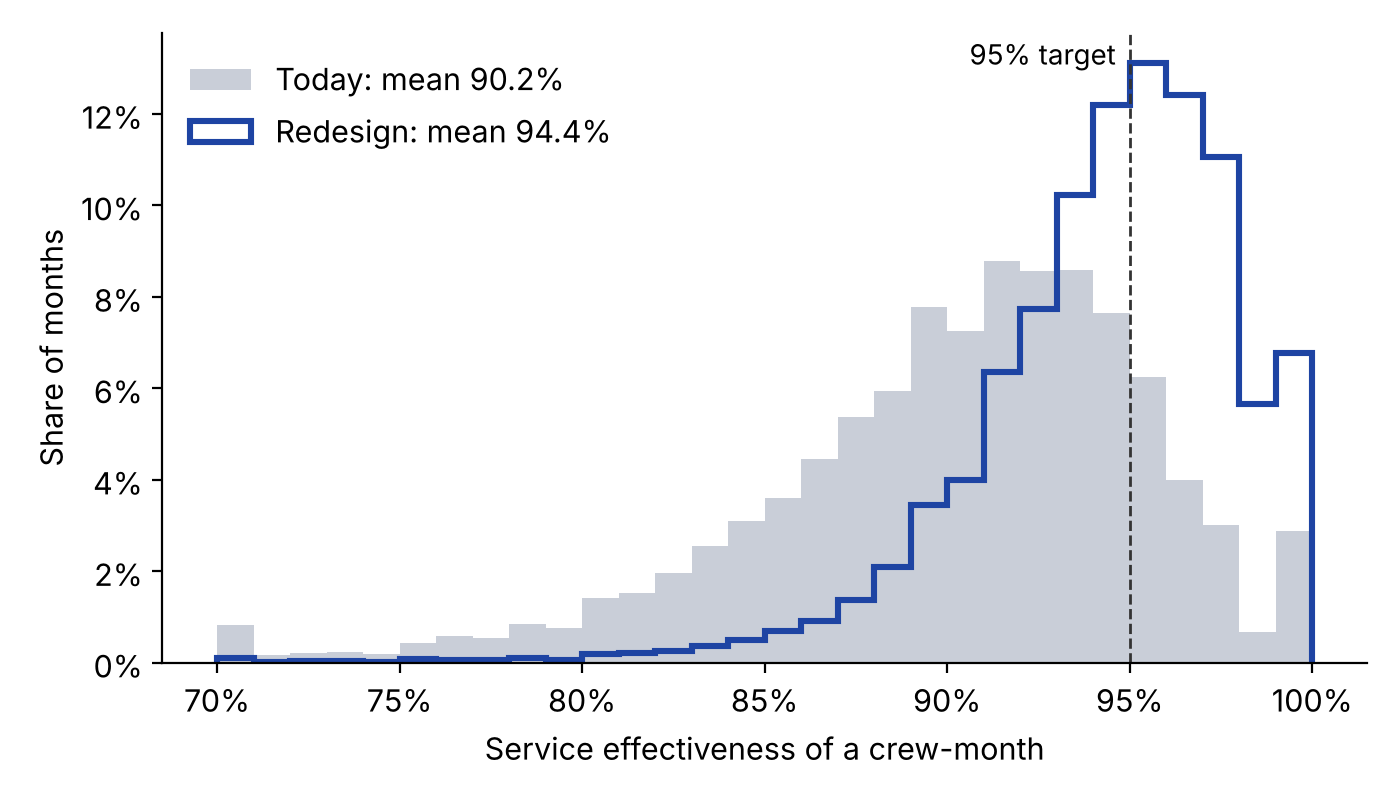 95% target
Today: mean 90.2%
Redesign: mean 94.4%
12%
10%
8%
6%
4%
2%
0%
Share of months
70%
75%
80%
85%
90%
95%
100%
Service effectiveness of a crew-month